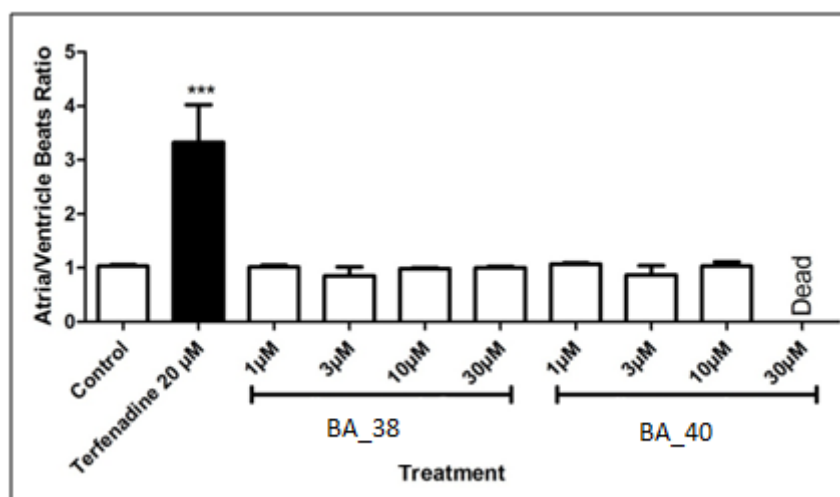 Atria/Ventricle Beats Ratio
5
4
3
2
1
0
***
Dead
Control
Terfenadine 20 µM
1µM
3µM
10µM
30µM
1µM
3µM
10µM
30µM
BA_38
BA_40
Treatment